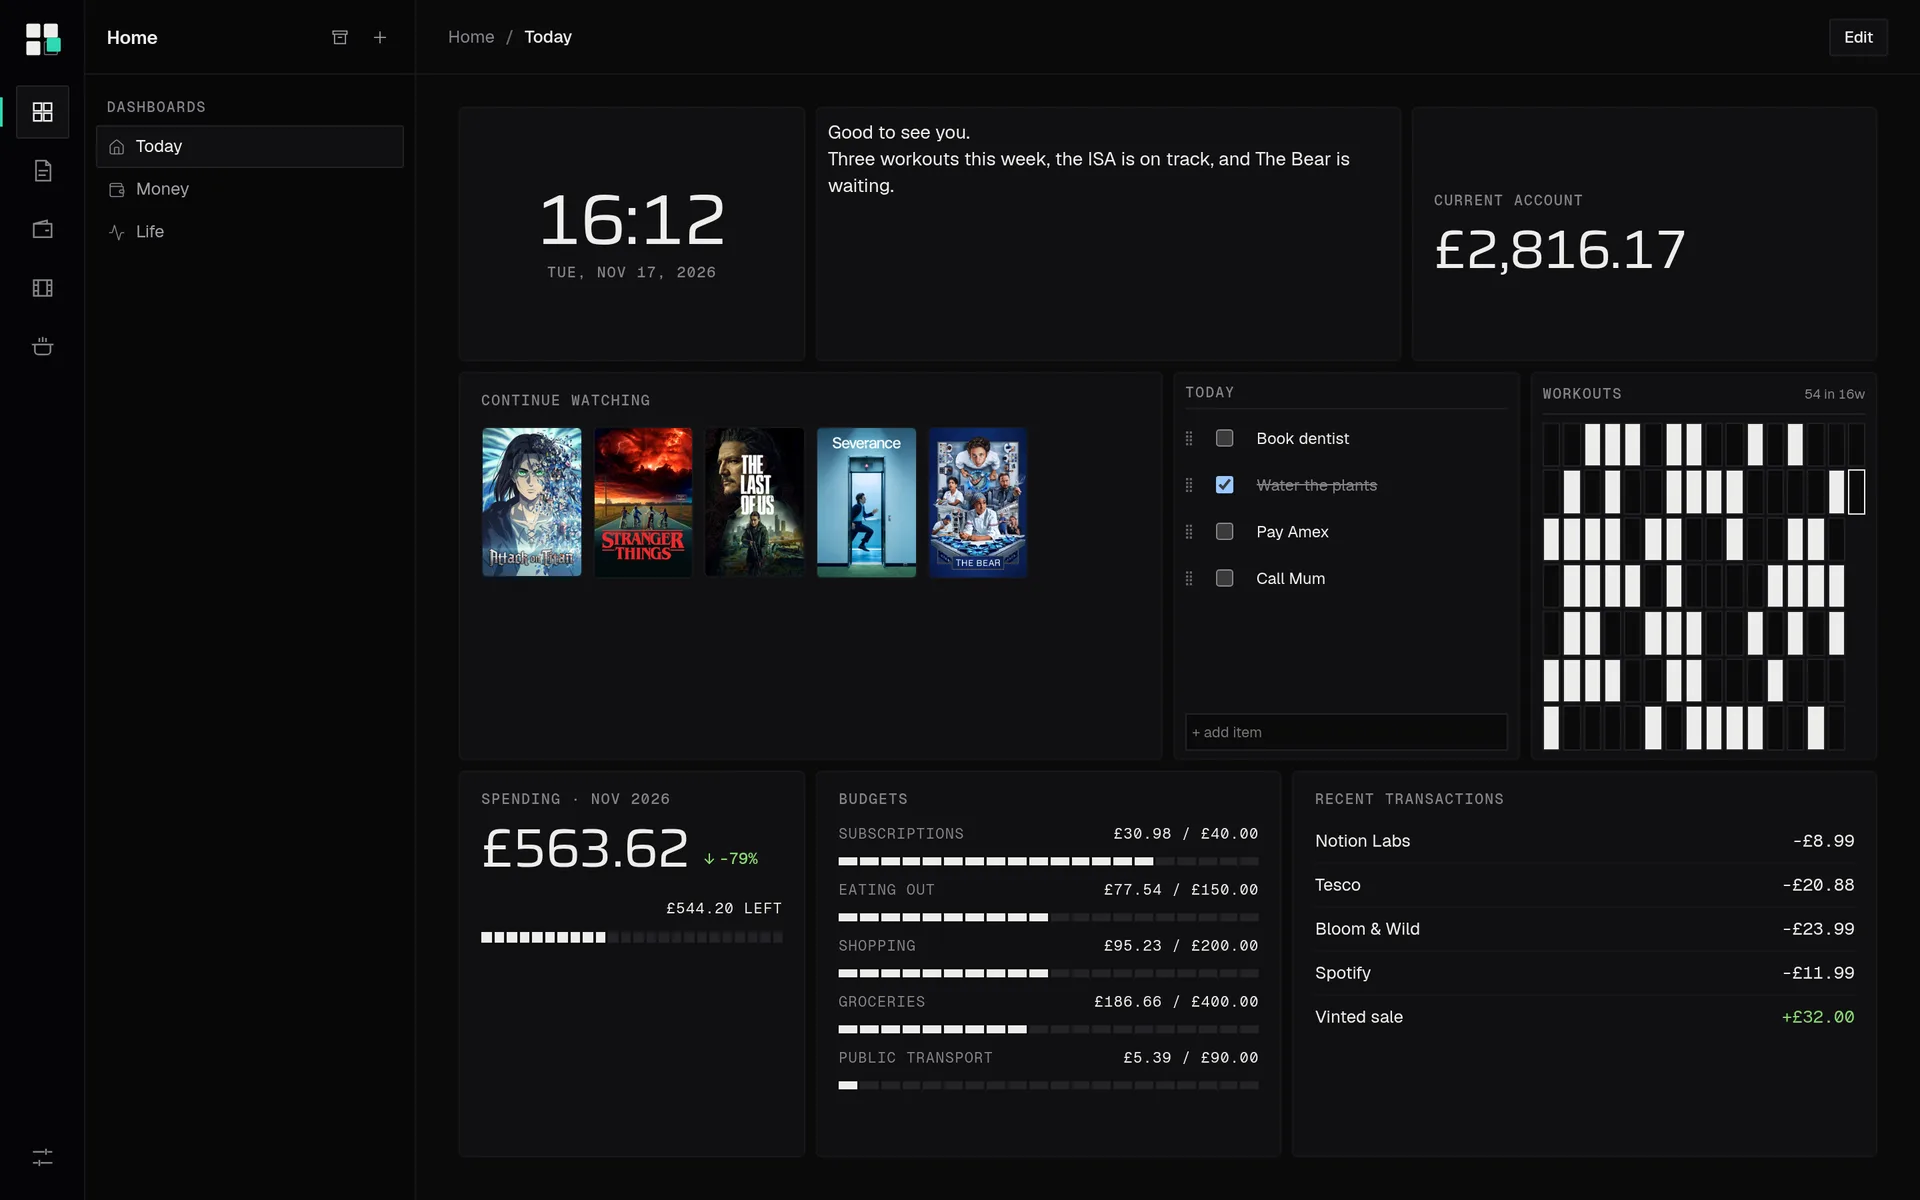 Home
Home / Today
Edit
DASHBOARDS
Today
Money
Life
16:12
TUE, NOV 17, 2026
Good to see you.
Three workouts this week, the ISA is on track, and The Bear is
waiting.
CURRENT ACCOUNT
£2,816.17
CONTINUE WATCHING
Attack on Titan
STRANGER
THINGS
THE
LAST
OF US
Severance
THE BEAR
TODAY
Book dentist
Water the plants
Pay Amex
Call Mum
+ add item
WORKOUTS 54 in 16w
SPENDING · NOV 2026
£563.62 ↓ -79%
£544.20 LEFT
BUDGETS
SUBSCRIPTIONS £30.98 / £40.00
EATING OUT £77.54 / £150.00
SHOPPING £95.23 / £200.00
GROCERIES £186.66 / £400.00
PUBLIC TRANSPORT £5.39 / £90.00
RECENT TRANSACTIONS
Notion Labs -£8.99
Tesco -£20.88
Bloom & Wild -£23.99
Spotify -£11.99
Vinted sale +£32.00